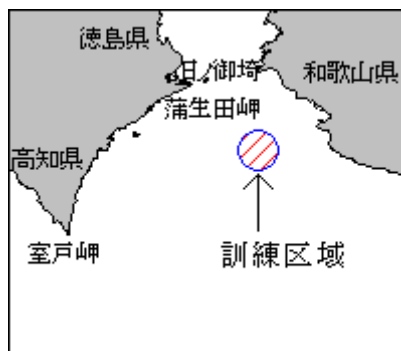 徳島県
日ノ御埼
和歌山県
蒲生田岬
高知県
室戸岬
訓練区域